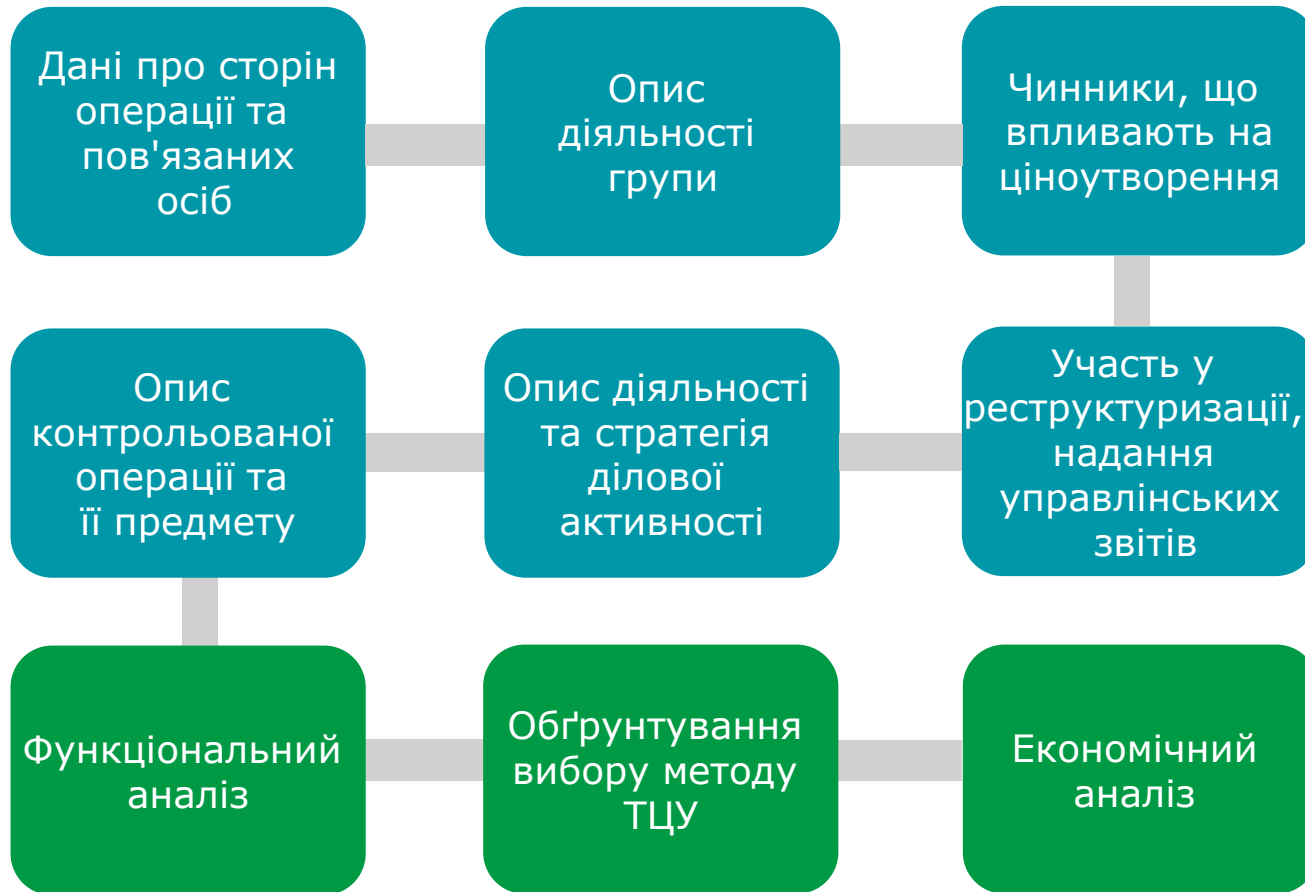 Дані про сторін
операції та
пов'язаних
осіб
Опис
діяльності
групи
Чинники, що
впливають на
ціноутворення
Опис
контрольованої
операції та
її предмету
Опис діяльності
та стратегія
ділової
активності
Участь у
реструктуризації,
надання
управлінських
звітів
Функціональний
аналіз
Обґрунтування
вибору методу
ТЦУ
Економічний
аналіз